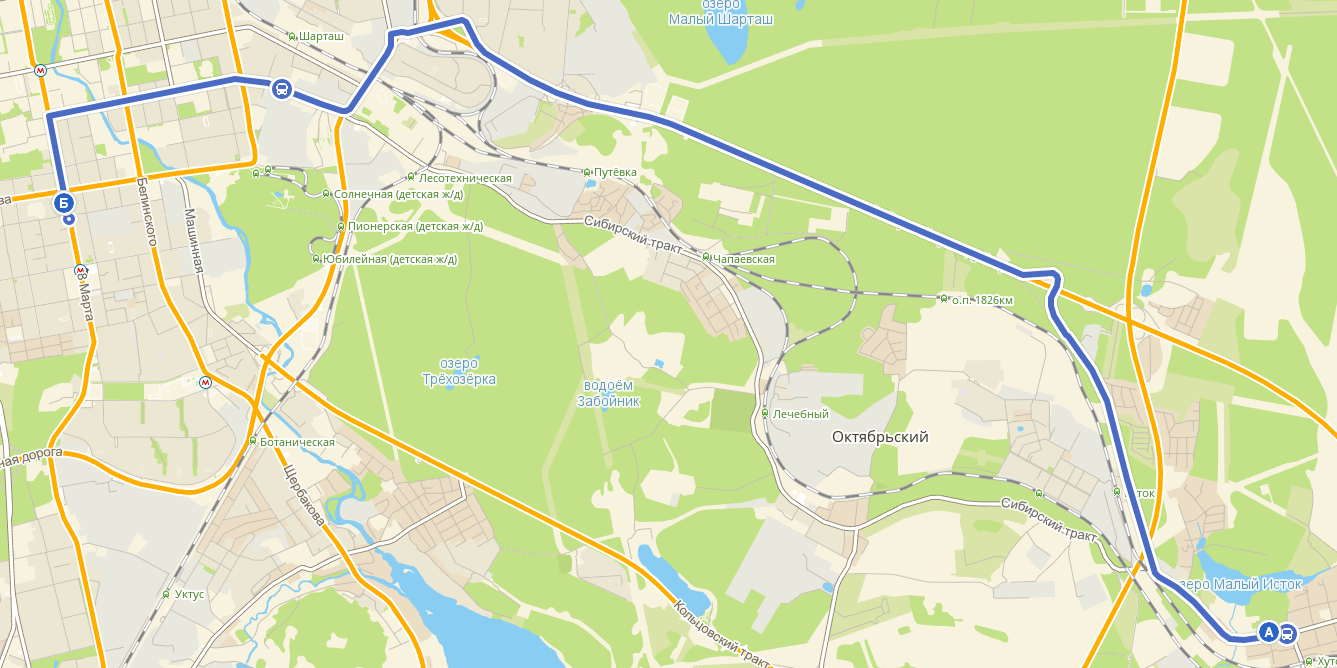 озеро
Малый Шарташ
Шарташ
М
Путёвка
Лесотехническая
Солнечная (детская ж/д)
ва
Б
Белинского
Машинная
Сибирский тракт
Пионерская (детская ж/д)
Юбилейная (детская ж/д)
Чапаевская
М
8 Марта
о.п. 1826км
озеро
Трёхозёрка
водоём
Забойник
М
Лечебный
Октябрьский
Ботаническая
ная дорога
Щербакова
Исток
Сибирский тракт
озеро Малый Исток
Уктус
Кольцовский тракт
А
Хуто